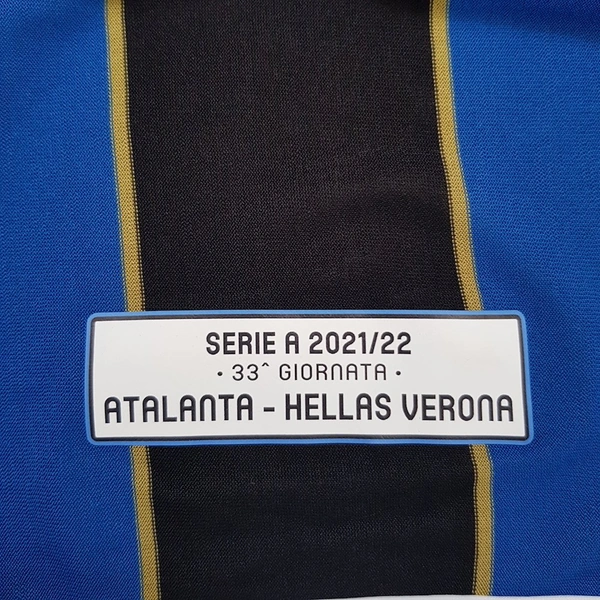 SERIE A 2021/22
· 33^ GIORNATA ·
ATALANTA - HELLAS VERONA